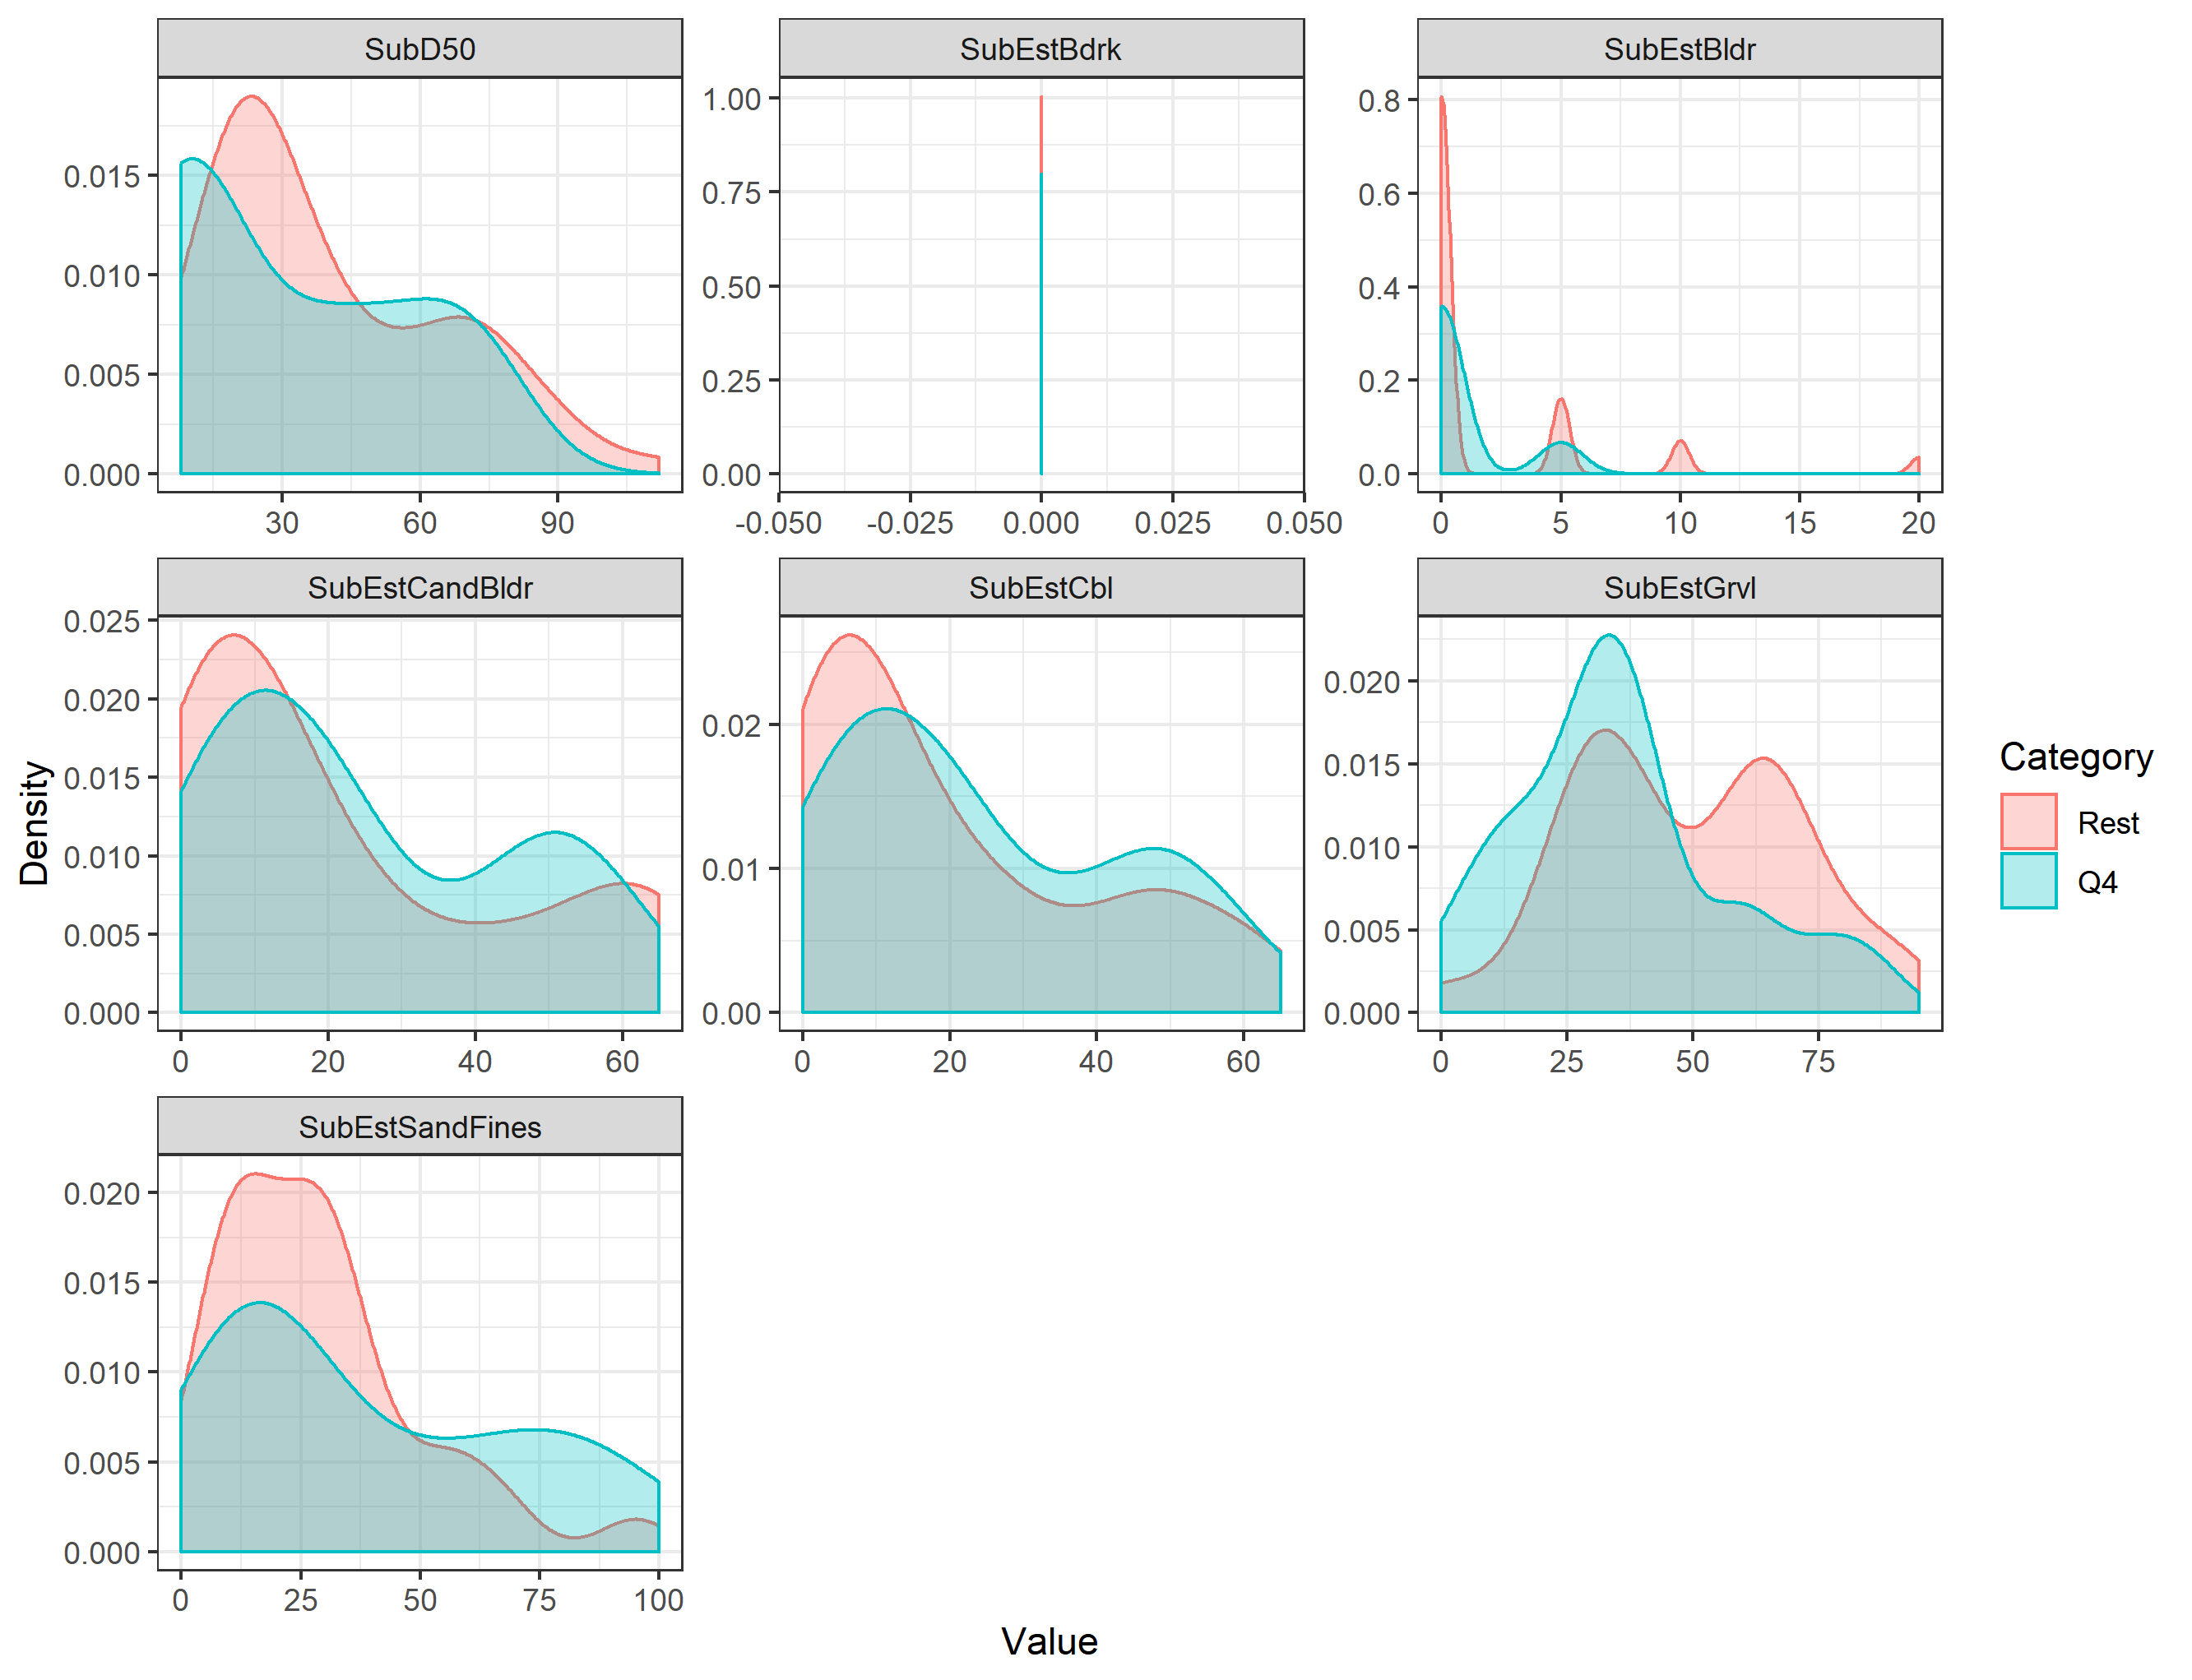 SubD50 SubEstBdrk SubEstBldr
0.015
0.010
0.005
0.000
30 60 90
1.00
0.75
0.50
0.25
0.00
-0.050 -0.025 0.000 0.025 0.050
0.8
0.6
0.4
0.2
0.0
0 5 10 15 20
SubEstCandBldr SubEstCbl SubEstGrvl
0.025
0.020
0.015
0.010
0.005
0.000
0 20 40 60
0.02
0.01
0.00
0 20 40 60
0.020
0.015
0.010
0.005
0.000
0 25 50 75
SubEstSandFines
0.020
0.015
0.010
0.005
0.000
0 25 50 75 100
Density
Value
Category
Rest
Q4